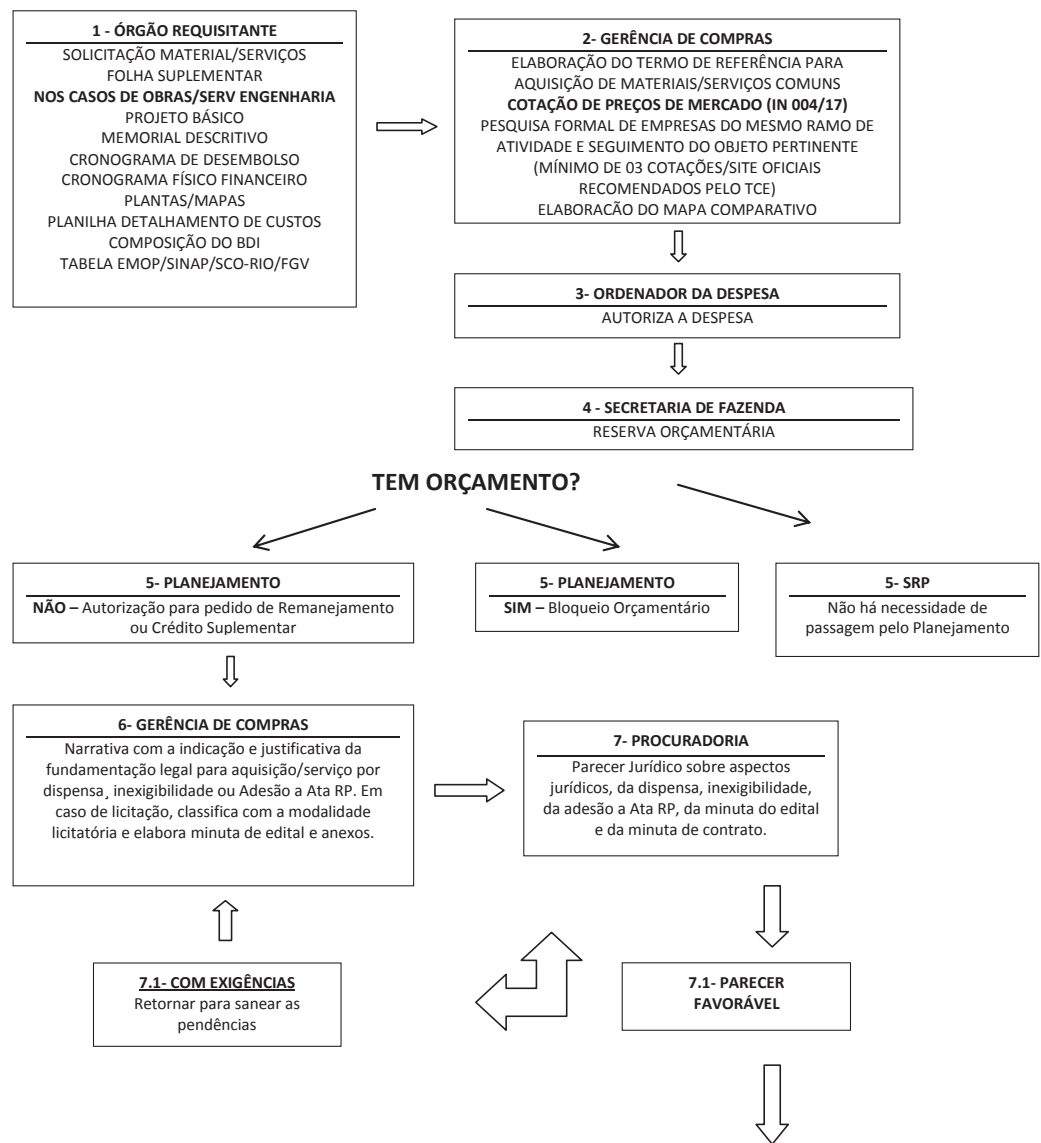 1 - ÓRGÃO REQUISITANTE
SOLICITAÇÃO MATERIAL/SERVIÇOS
FOLHA SUPLEMENTAR
NOS CASOS DE OBRAS/SERV ENGENHARIA
PROJETO BÁSICO
MEMORIAL DESCRITIVO
CRONOGRAMA DE DESEMBOLSO
CRONOGRAMA FÍSICO FINANCEIRO
PLANTAS/MAPAS
PLANILHA DETALHAMENTO DE CUSTOS
COMPOSIÇÃO DO BDI
TABELA EMOP/SINAP/SCO-RIO/FGV
2- GERÊNCIA DE COMPRAS
ELABORAÇÃO DO TERMO DE REFERÊNCIA PARA
AQUISIÇÃO DE MATERIAIS/SERVIÇOS COMUNS
COTAÇÃO DE PREÇOS DE MERCADO (IN 004/17)
PESQUISA FORMAL DE EMPRESAS DO MESMO RAMO DE
ATIVIDADE E SEGUIMENTO DO OBJETO PERTINENTE
(MÍNIMO DE 03 COTAÇÕES/SITE OFICIAIS
RECOMENDADOS PELO TCE)
ELABORACÃO DO MAPA COMPARATIVO
3- ORDENADOR DA DESPESA
AUTORIZA A DESPESA
4 - SECRETARIA DE FAZENDA
RESERVA ORÇAMENTÁRIA
TEM ORÇAMENTO?
5- PLANEJAMENTO
NÃO – Autorização para pedido de Remanejamento
ou Crédito Suplementar
5- PLANEJAMENTO
SIM – Bloqueio Orçamentário
5- SRP
Não há necessidade de
passagem pelo Planejamento
6- GERÊNCIA DE COMPRAS
Narrativa com a indicação e justificativa da
fundamentação legal para aquisição/serviço por
dispensa¸ inexigibilidade ou Adesão a Ata RP. Em
caso de licitação, classifica com a modalidade
licitatória e elabora minuta de edital e anexos.
7- PROCURADORIA
Parecer Jurídico sobre aspectos
jurídicos, da dispensa, inexigibilidade,
da adesão a Ata RP, da minuta do edital
e da minuta de contrato.
7.1- COM EXIGÊNCIAS
Retornar para sanear as
pendências
7.1- PARECER
FAVORÁVEL